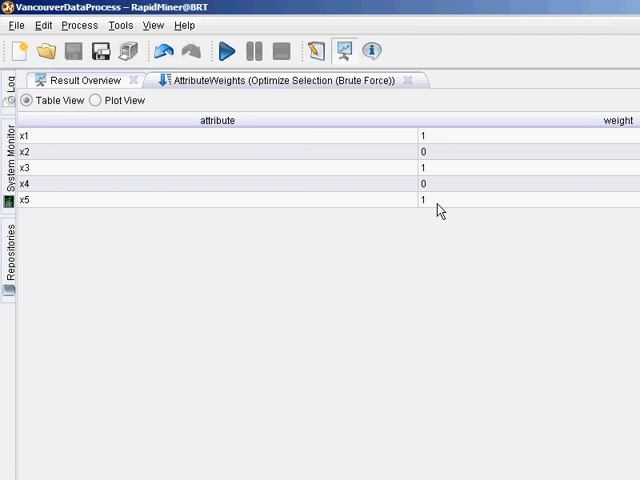 VancouverDataProcess – RapidMiner@BRT
File Edit Process Tools View Help
Result Overview AttributeWeights (Optimize Selection (Brute Force))
Table View Plot View
attribute weight
x1 1
x2 0
x3 1
x4 0
x5 1
Log
System Monitor
Repositories